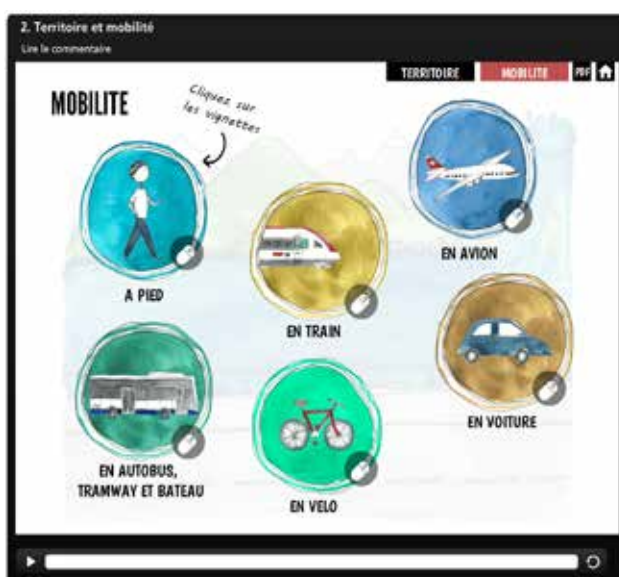 2. Territoire et mobilité
Lire le commentaire
TERRITOIRE
MOBILITE
PDF
MOBILITE
Cliquez sur
les vignettes
A PIED
EN TRAIN
EN AVION
EN AUTOBUS,
TRAMWAY ET BATEAU
EN VELO
EN VOITURE